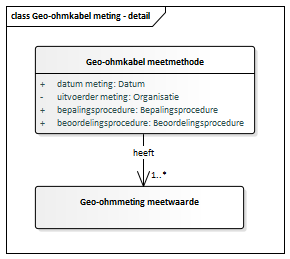 class Geo-ohmkabel meting - detail
Geo-ohmkabel meetmethode
+ datum meting: Datum
- uitvoerder meting: Organisatie
+ bepalingsprocedure: Bepalingsprocedure
+ beoordelingsprocedure: Beoordelingsprocedure
heeft
1..*
Geo-ohmmeting meetwaarde